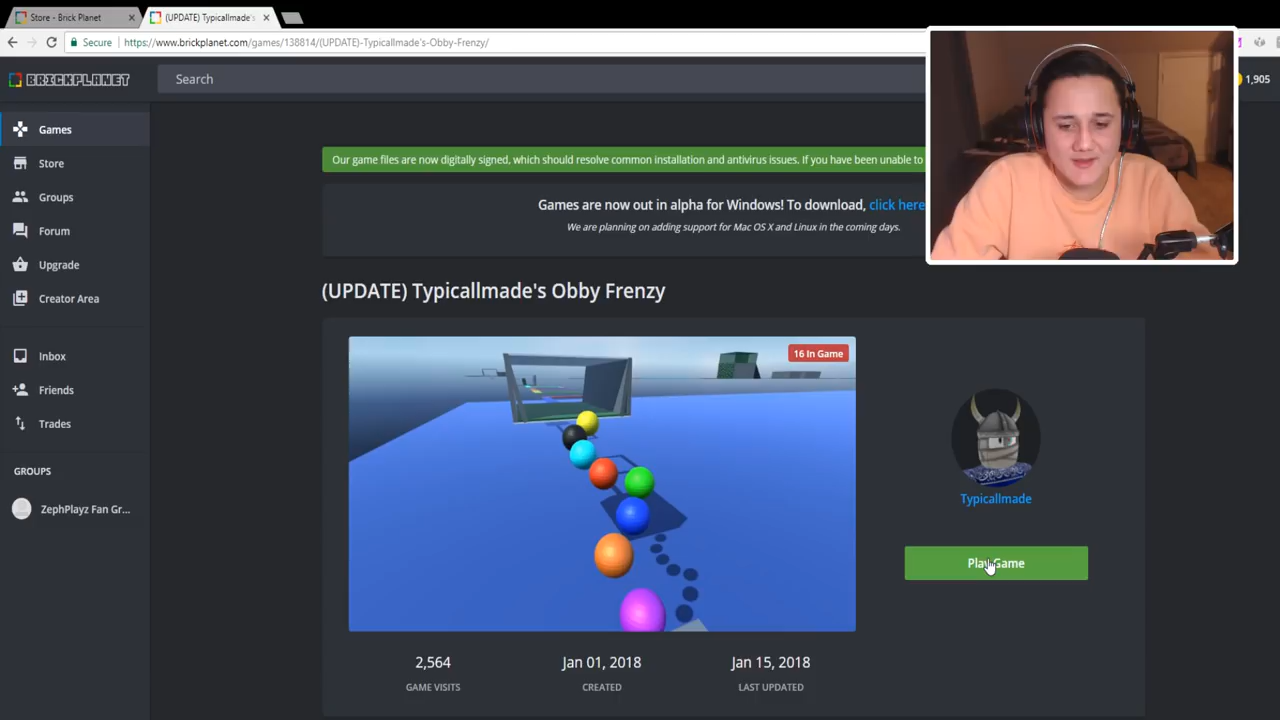 Store - Brick Planet
(UPDATE) Typicallmade's
Secure https://www.brickplanet.com/games/138814/(UPDATE)-Typicallmade's-Obby-Frenzy/
BRICKPLANET
Search
1,905
Games
Store
Groups
Forum
Upgrade
Creator Area
Inbox
Friends
Trades
GROUPS
ZephPlayz Fan Gr...
Our game files are now digitally signed, which should resolve common installation and antivirus issues. If you have been unable to
Games are now out in alpha for Windows! To download, click here
We are planning on adding support for Mac OS X and Linux in the coming days.
(UPDATE) Typicallmade's Obby Frenzy
16 In Game
Typicallmade
Play Game
2,564
GAME VISITS
Jan 01, 2018
CREATED
Jan 15, 2018
LAST UPDATED